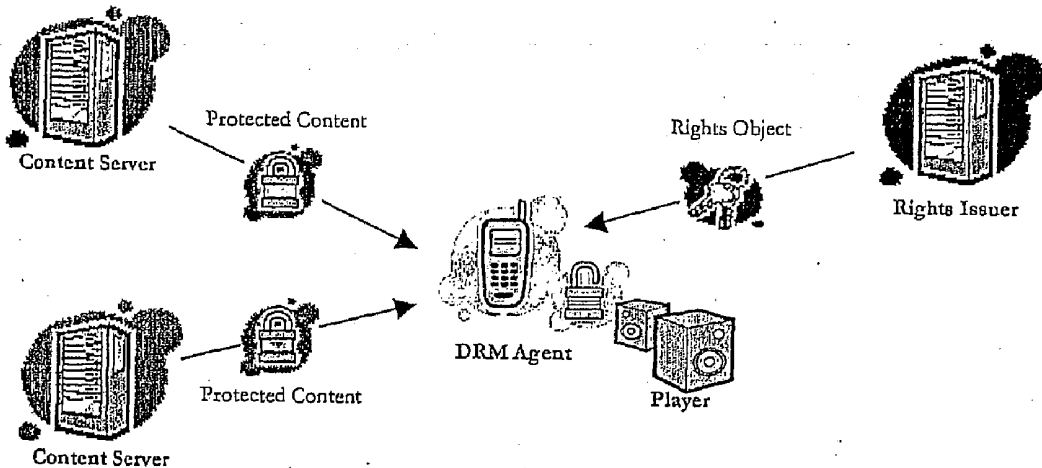 Protected Content
Rights Object
Content Server
Rights Issuer
DRM Agent
Protected Content
Player
Content Server